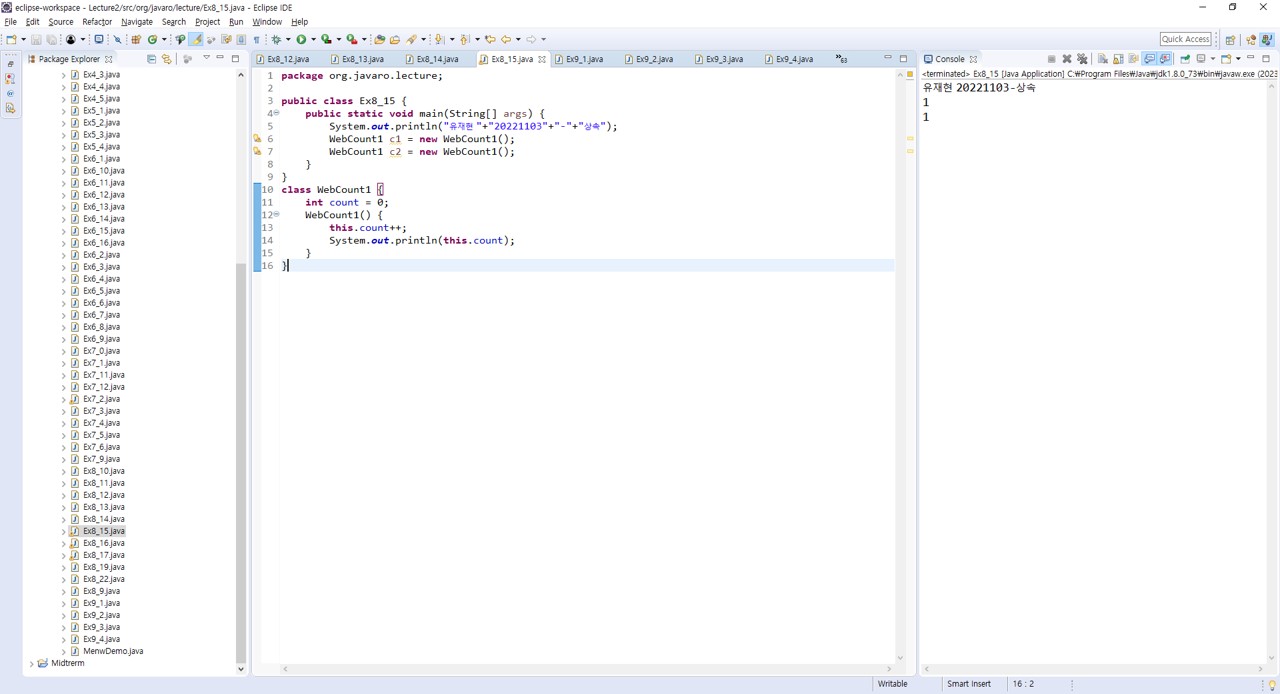 eclipse-workspace - Lecture2/src/org/javaro/lecture/Ex8_15.java - Eclipse IDE
File Edit Source Refactor Navigate Search Project Run Window Help
Quick Access
Package Explorer
Ex4_3.java
Ex4_4.java
Ex4_5.java
Ex5_1.java
Ex5_2.java
Ex5_3.java
Ex5_4.java
Ex6_1.java
Ex6_10.java
Ex6_11.java
Ex6_12.java
Ex6_13.java
Ex6_14.java
Ex6_15.java
Ex6_16.java
Ex6_2.java
Ex6_3.java
Ex6_4.java
Ex6_5.java
Ex6_6.java
Ex6_7.java
Ex6_8.java
Ex6_9.java
Ex7_0.java
Ex7_1.java
Ex7_11.java
Ex7_12.java
Ex7_2.java
Ex7_3.java
Ex7_4.java
Ex7_5.java
Ex7_6.java
Ex7_9.java
Ex8_10.java
Ex8_11.java
Ex8_12.java
Ex8_13.java
Ex8_14.java
Ex8_15.java
Ex8_16.java
Ex8_17.java
Ex8_19.java
Ex8_22.java
Ex8_9.java
Ex9_1.java
Ex9_2.java
Ex9_3.java
Ex9_4.java
MenwDemo.java
Midtrerm
Ex8_12.java Ex8_13.java Ex8_14.java Ex8_15.java Ex9_1.java Ex9_2.java Ex9_3.java Ex9_4.java »63
1 package org.javaro.lecture;
2
3 public class Ex8_15 {
4 public static void main(String[] args) {
5 System.out.println("유재현 "+"20221103"+"-"+"상속");
6 WebCount1 c1 = new WebCount1();
7 WebCount1 c2 = new WebCount1();
8 }
9 }
10 class WebCount1 {
11 int count = 0;
12 WebCount1() {
13 this.count++;
14 System.out.println(this.count);
15 }
16 }
Console
<terminated> Ex8_15 [Java Application] C:₩Program Files₩Java₩jdk1.8.0_73₩bin₩javaw.exe (2023
유재현 20221103-상속
1
1
Writable Smart Insert 16 : 2